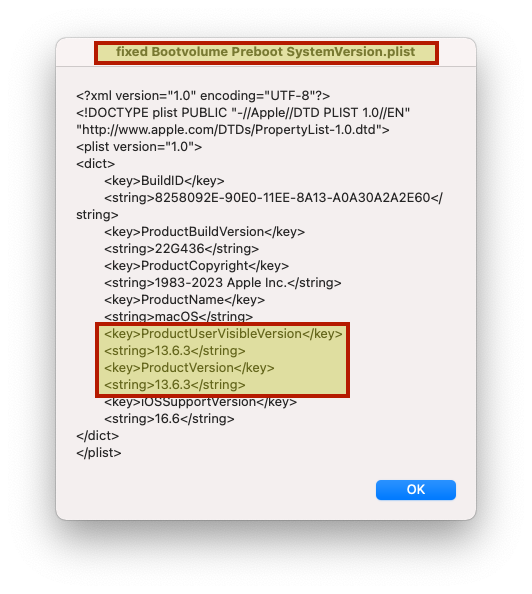 fixed Bootvolume Preboot SystemVersion.plist
<?xml version="1.0" encoding="UTF-8"?>
<!DOCTYPE plist PUBLIC "-//Apple//DTD PLIST 1.0//EN"
"http://www.apple.com/DTDs/PropertyList-1.0.dtd">
<plist version="1.0">
<dict>
<key>BuildID</key>
<string>8258092E-90E0-11EE-8A13-A0A30A2A2E60</
string>
<key>ProductBuildVersion</key>
<string>22G436</string>
<key>ProductCopyright</key>
<string>1983-2023 Apple Inc.</string>
<key>ProductName</key>
<string>macOS</string>
<key>ProductUserVisibleVersion</key>
<string>13.6.3</string>
<key>ProductVersion</key>
<string>13.6.3</string>
<key>iOSSupportVersion</key>
<string>16.6</string>
</dict>
</plist>
OK